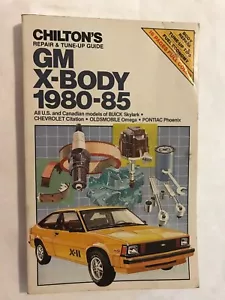 CHILTON'S
REPAIR & TUNE-UP GUIDE
GM
X-BODY
1980-85
All U.S. and Canadian models of BUICK Skylark •
CHEVROLET Citation • OLDSMOBILE Omega • PONTIAC Phoenix
X-11